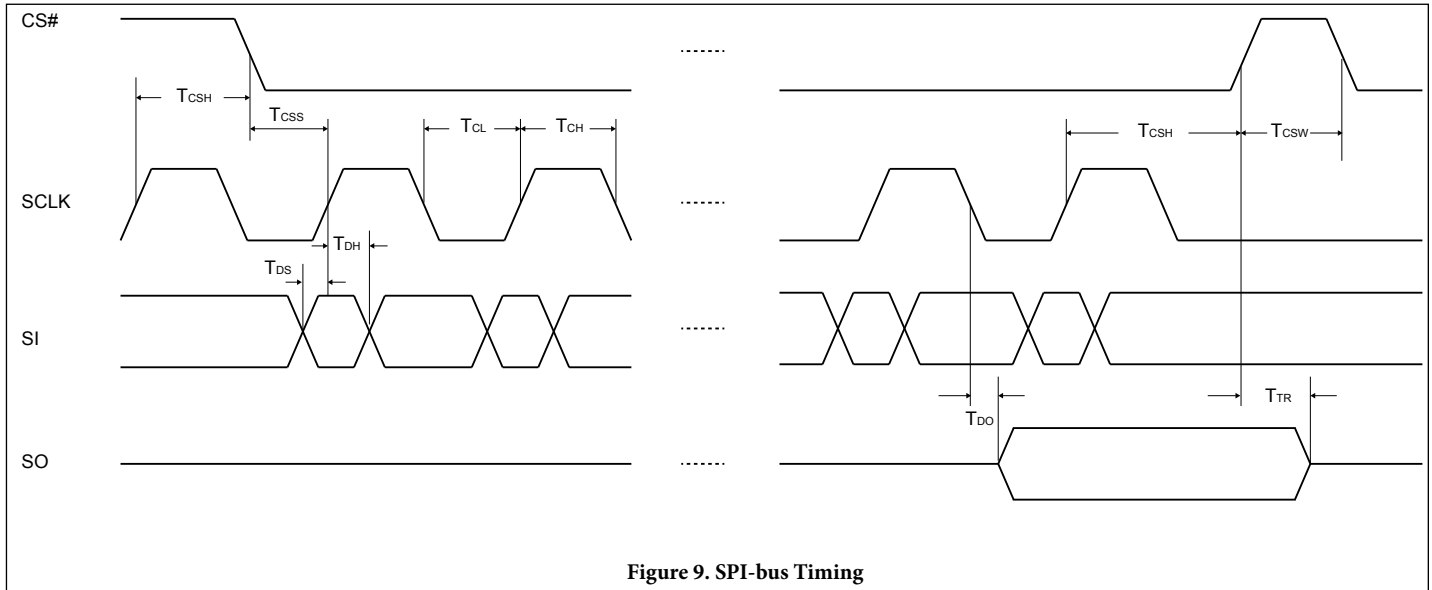 CS#
TCSH
TCSS
TCL
TCH
TCSH
TCSW
SCLK
TDH
TDS
SI
TTR
TDO
SO
Figure 9. SPI-bus Timing